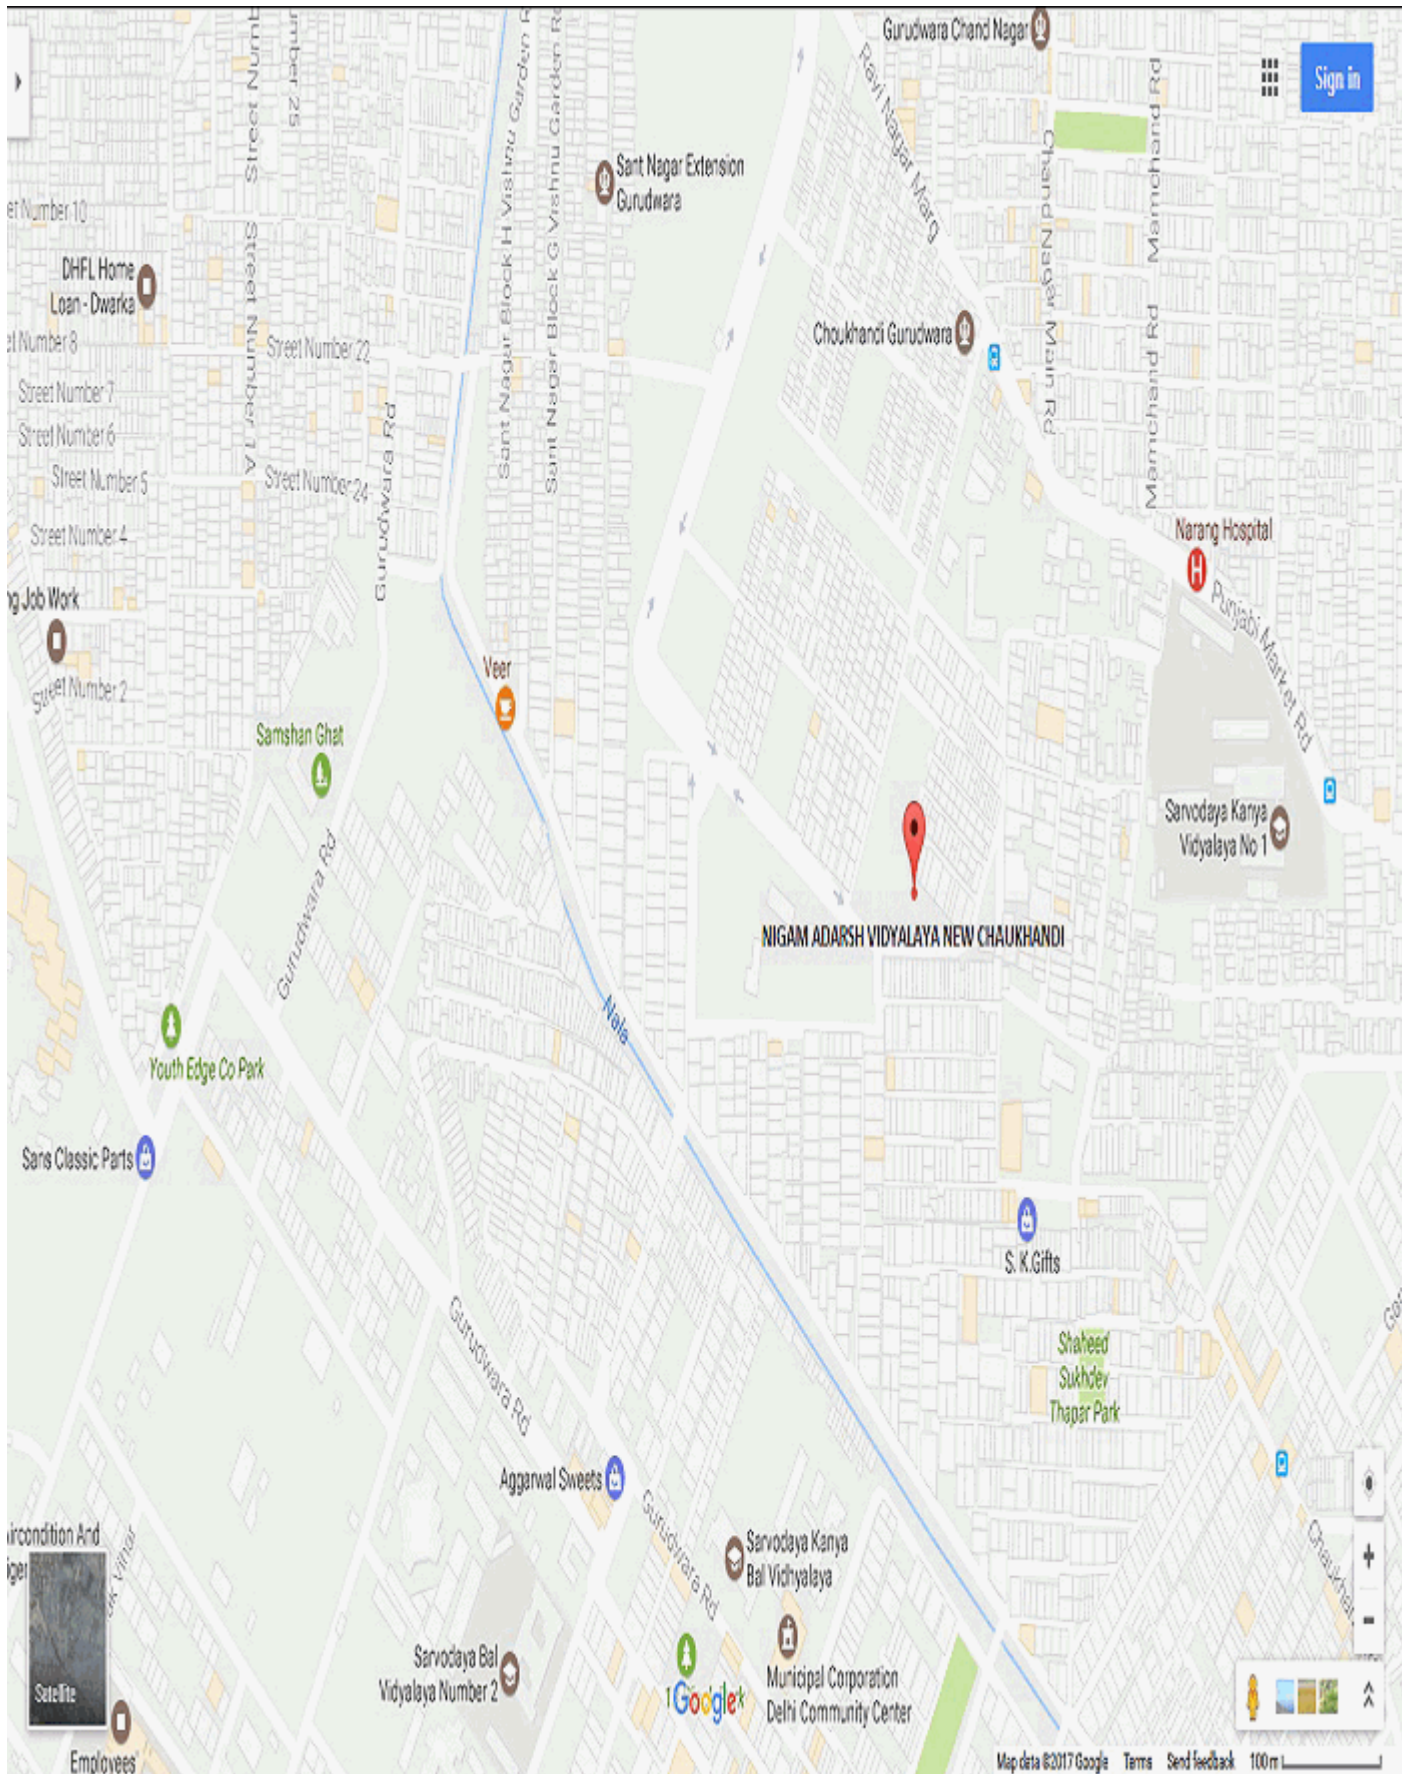 Gurudwara Chand Nagar
Sign in
Street Num
mber 25
Sant Nagar Block H Vishnu Garden R
Sant Nagar Block G Vishnu Garden Rd
Ravi Nagar Marg
Mamchand Rd
Sant Nagar Extension
Gurudwara
Chand Nagar Main Rd
et Number 10
Street Number 1A
DHFL Home
Loan - Dwarka
Choukhandi Gurudwara
et Number 8
Street Number 22
Mamchand Rd
Street Number 7
Gurudwara Rd
Street Number 6
Street Number 5
Street Number 24
Street Number 4
Narang Hospital
ng Job Work
Punjabi Market Rd
Street Number 2
Veer
Samshan Ghat
Sarvodaya Kanya
Vidyalaya No 1
Gurudwara Rd
NIGAM ADARSH VIDYALAYA NEW CHAUKHANDI
Nala
Youth Edge Co Park
Sans Classic Parts
S. K.Gifts
Gurudwara Rd
Shaheed
Sukhdev
Thapar Park
Aggarwal Sweets
Gurudwara Rd
Sarvodaya Kanya
Bal Vidhyalaya
ircondition And
Sarvodaya Bal
Vidyalaya Number 2
Municipal Corporation
Delhi Community Center
Google
Satellite
Employees'
Map data ©2017 Google Terms Send feedback 100 m